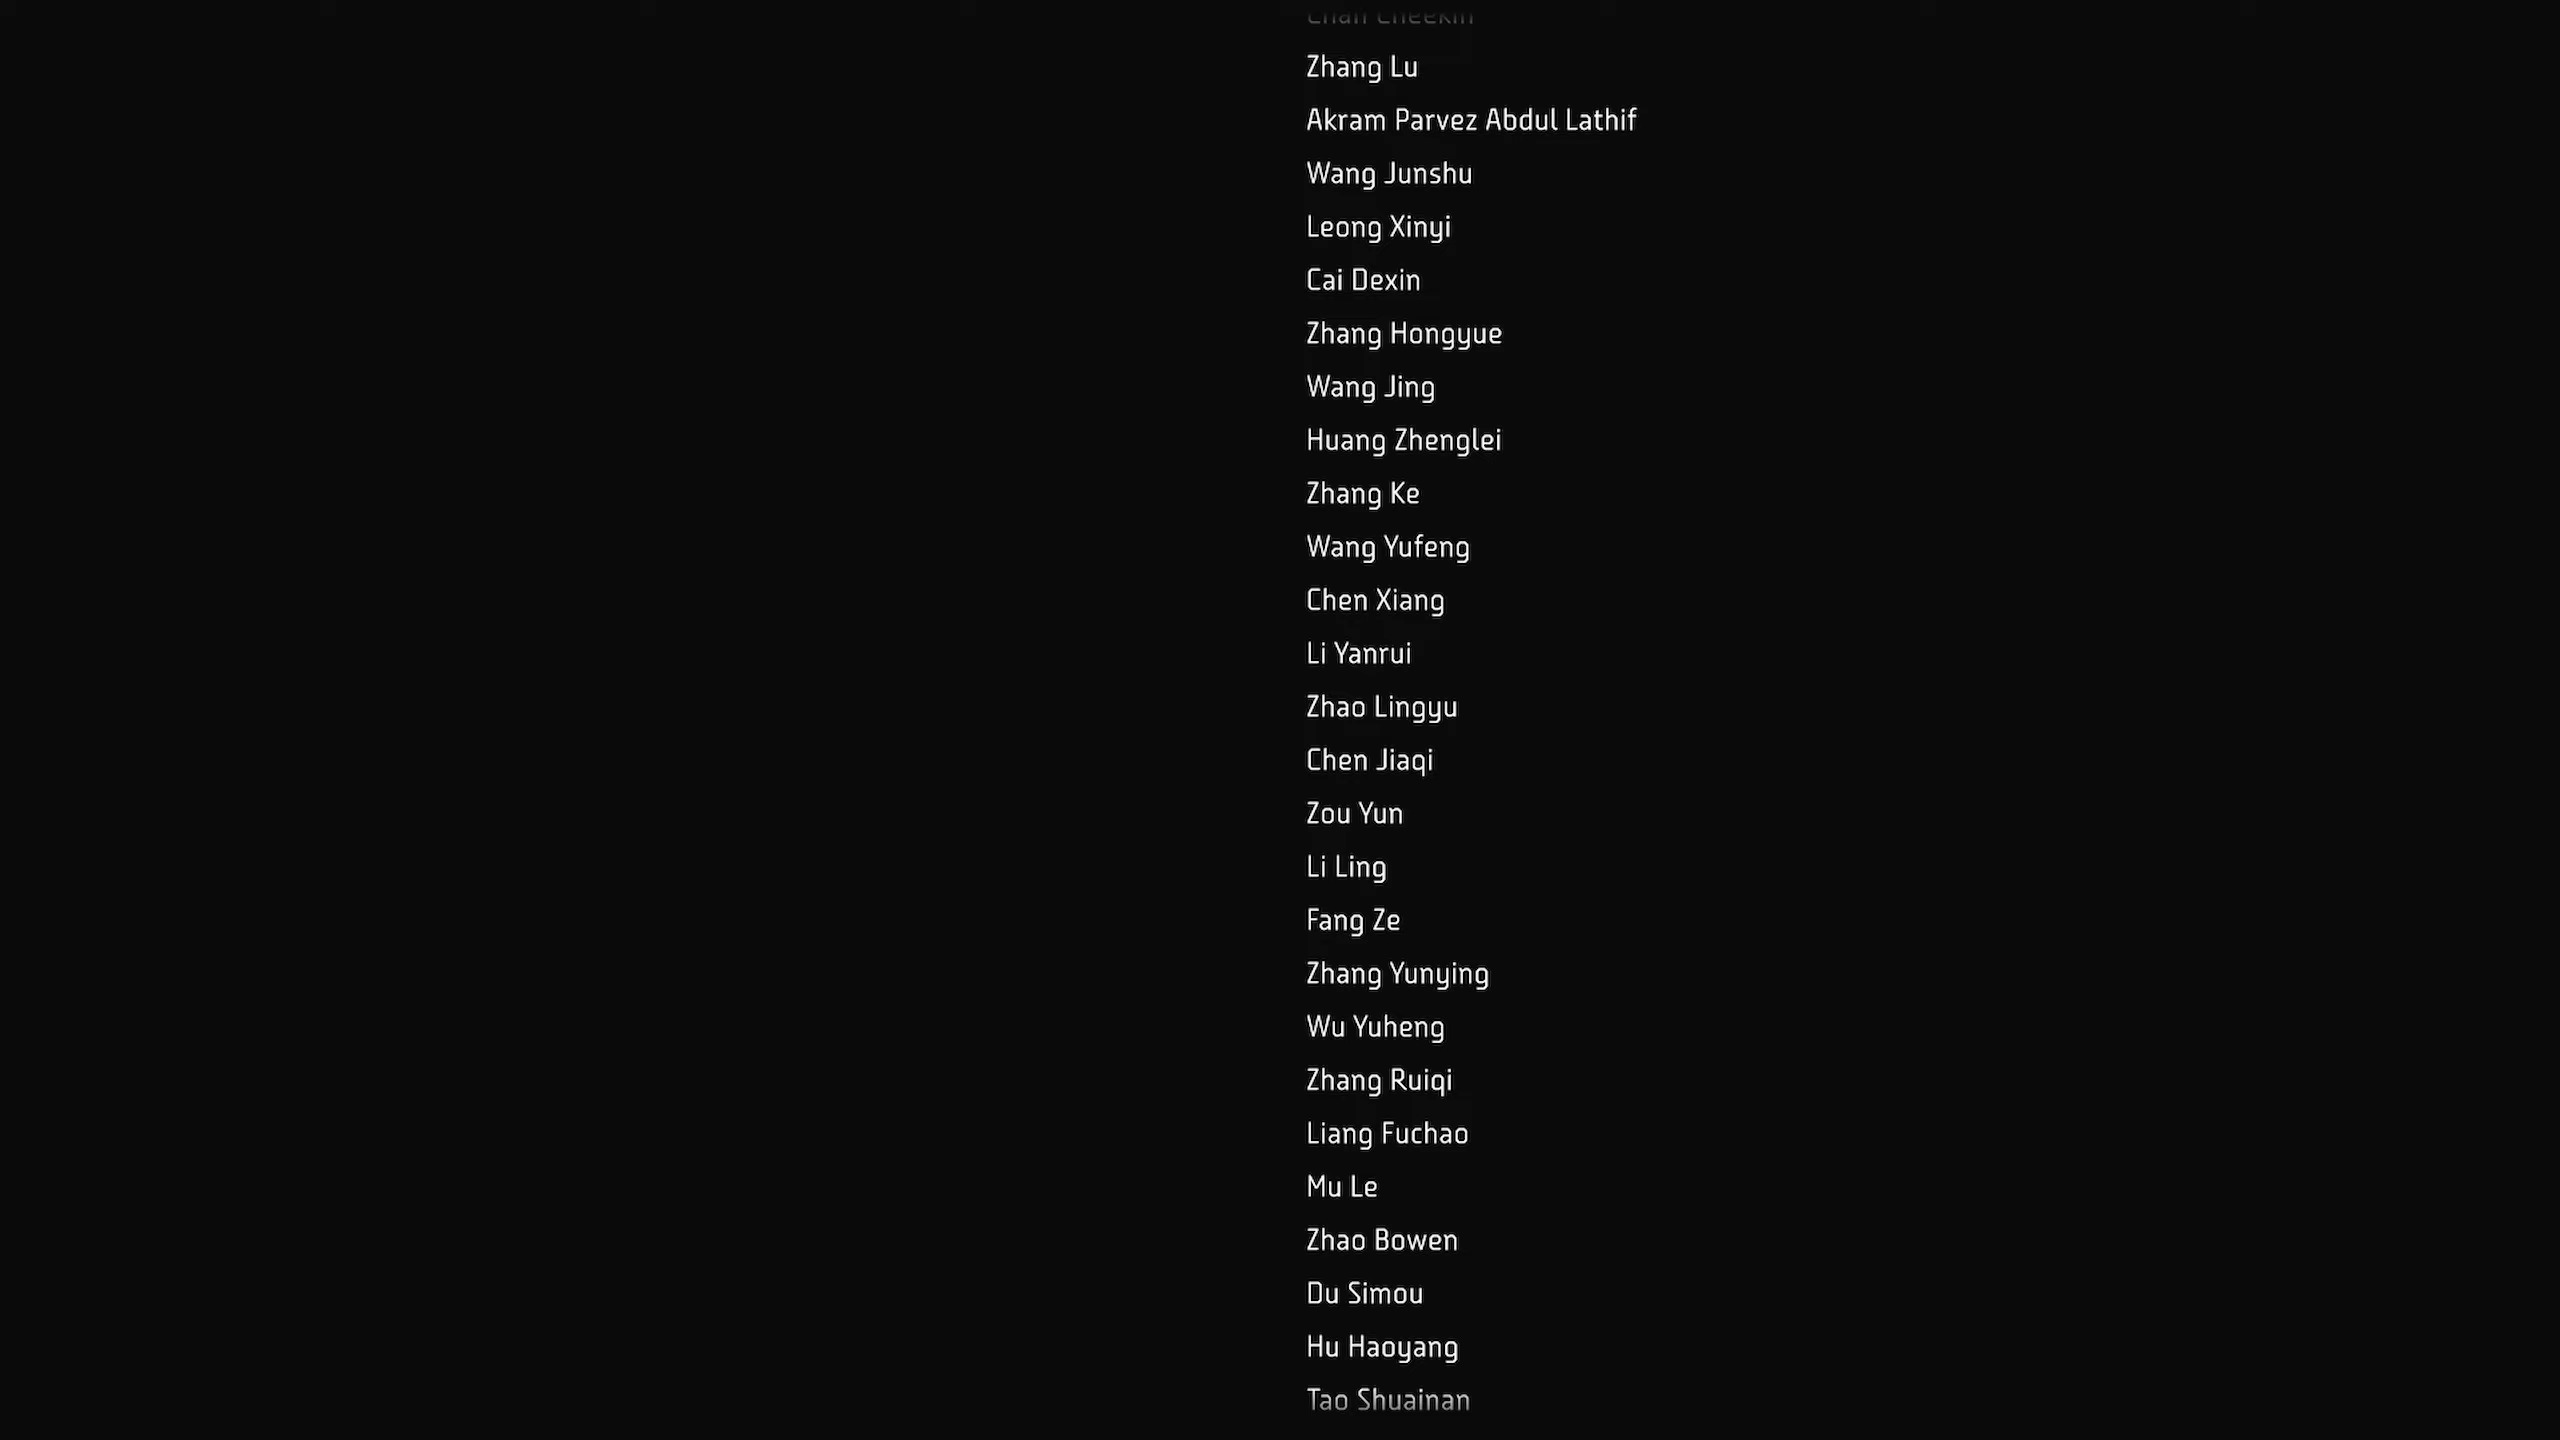 Chan Cheekin
Zhang Lu
Akram Parvez Abdul Lathif
Wang Junshu
Leong Xinyi
Cai Dexin
Zhang Hongyue
Wang Jing
Huang Zhenglei
Zhang Ke
Wang Yufeng
Chen Xiang
Li Yanrui
Zhao Lingyu
Chen Jiaqi
Zou Yun
Li Ling
Fang Ze
Zhang Yunying
Wu Yuheng
Zhang Ruiqi
Liang Fuchao
Mu Le
Zhao Bowen
Du Simou
Hu Haoyang
Tao Shuainan